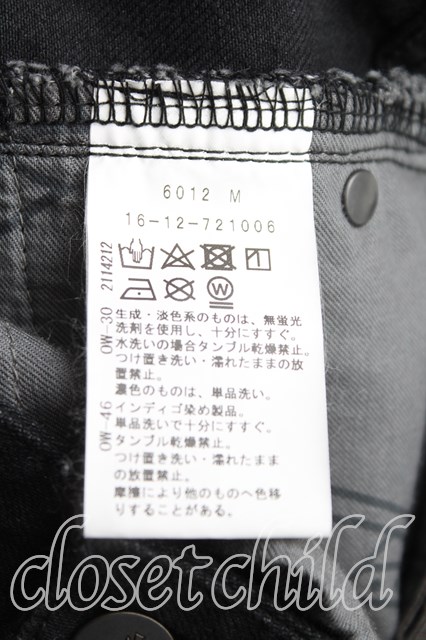 6012 M
16-12-721006
2114212
W
OW-30
生成・淡色系のものは、無蛍光
洗剤を使用し、十分にすすぐ。
水洗いの場合タンブル乾燥禁止。
つけ置き洗い・濡れたままの放
置禁止。
濃色のものは、単品洗い。
OW-46
インディゴ染め製品。
単品洗いで十分にすすぐ。
タンブル乾燥禁止。
つけ置き洗い・濡れたまま
の放置禁止。
摩擦により他のものへ色移
りすることがある。
closet child